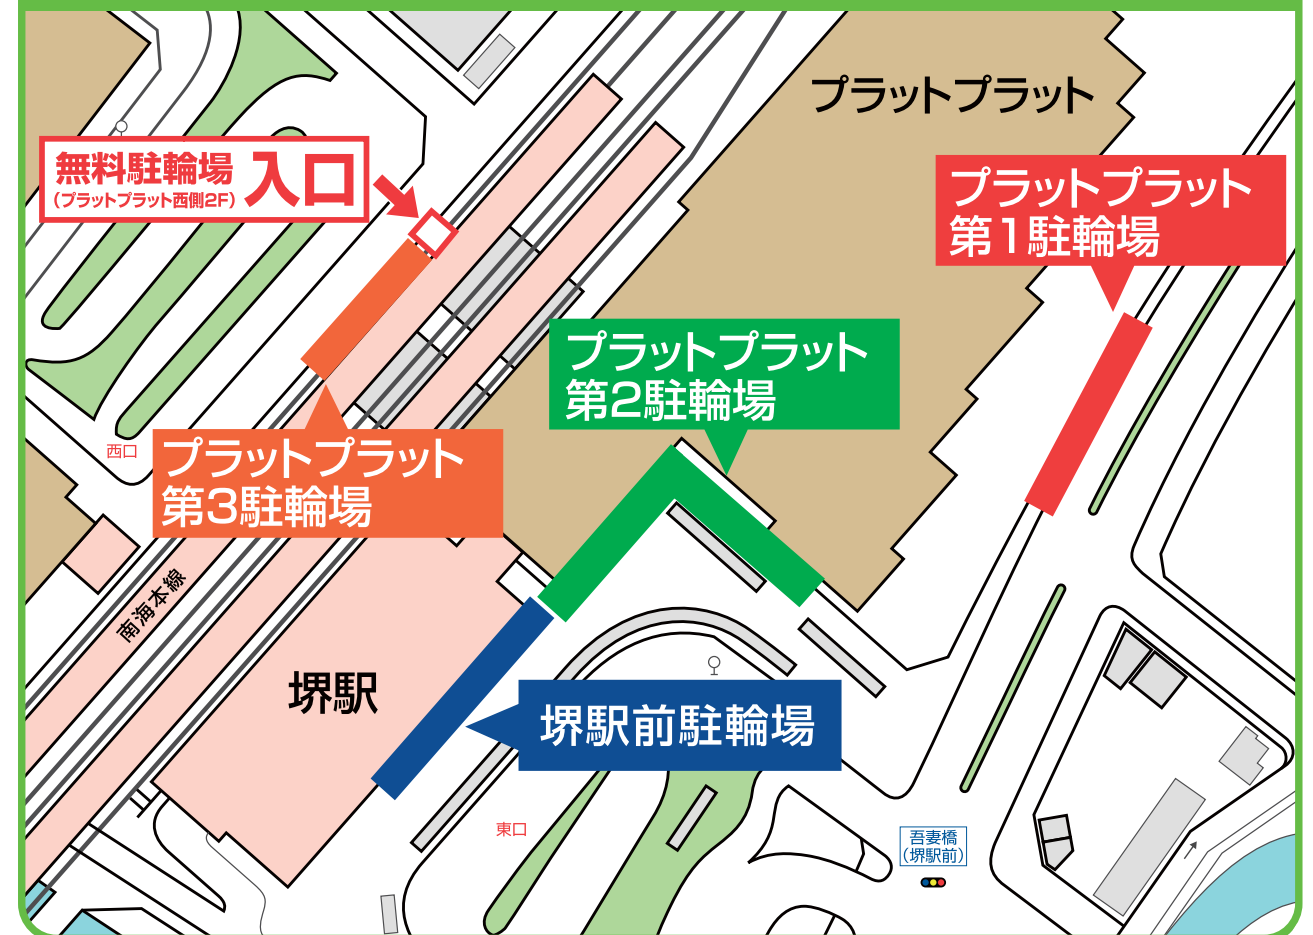 プラットプラット
無料駐輪場
(プラットプラット西側2F)
入口
プラットプラット
第1駐輪場
プラットプラット
第2駐輪場
西口
プラットプラット
第3駐輪場
南海本線
堺駅
堺駅前駐輪場
東口
吾妻橋
(堺駅前)